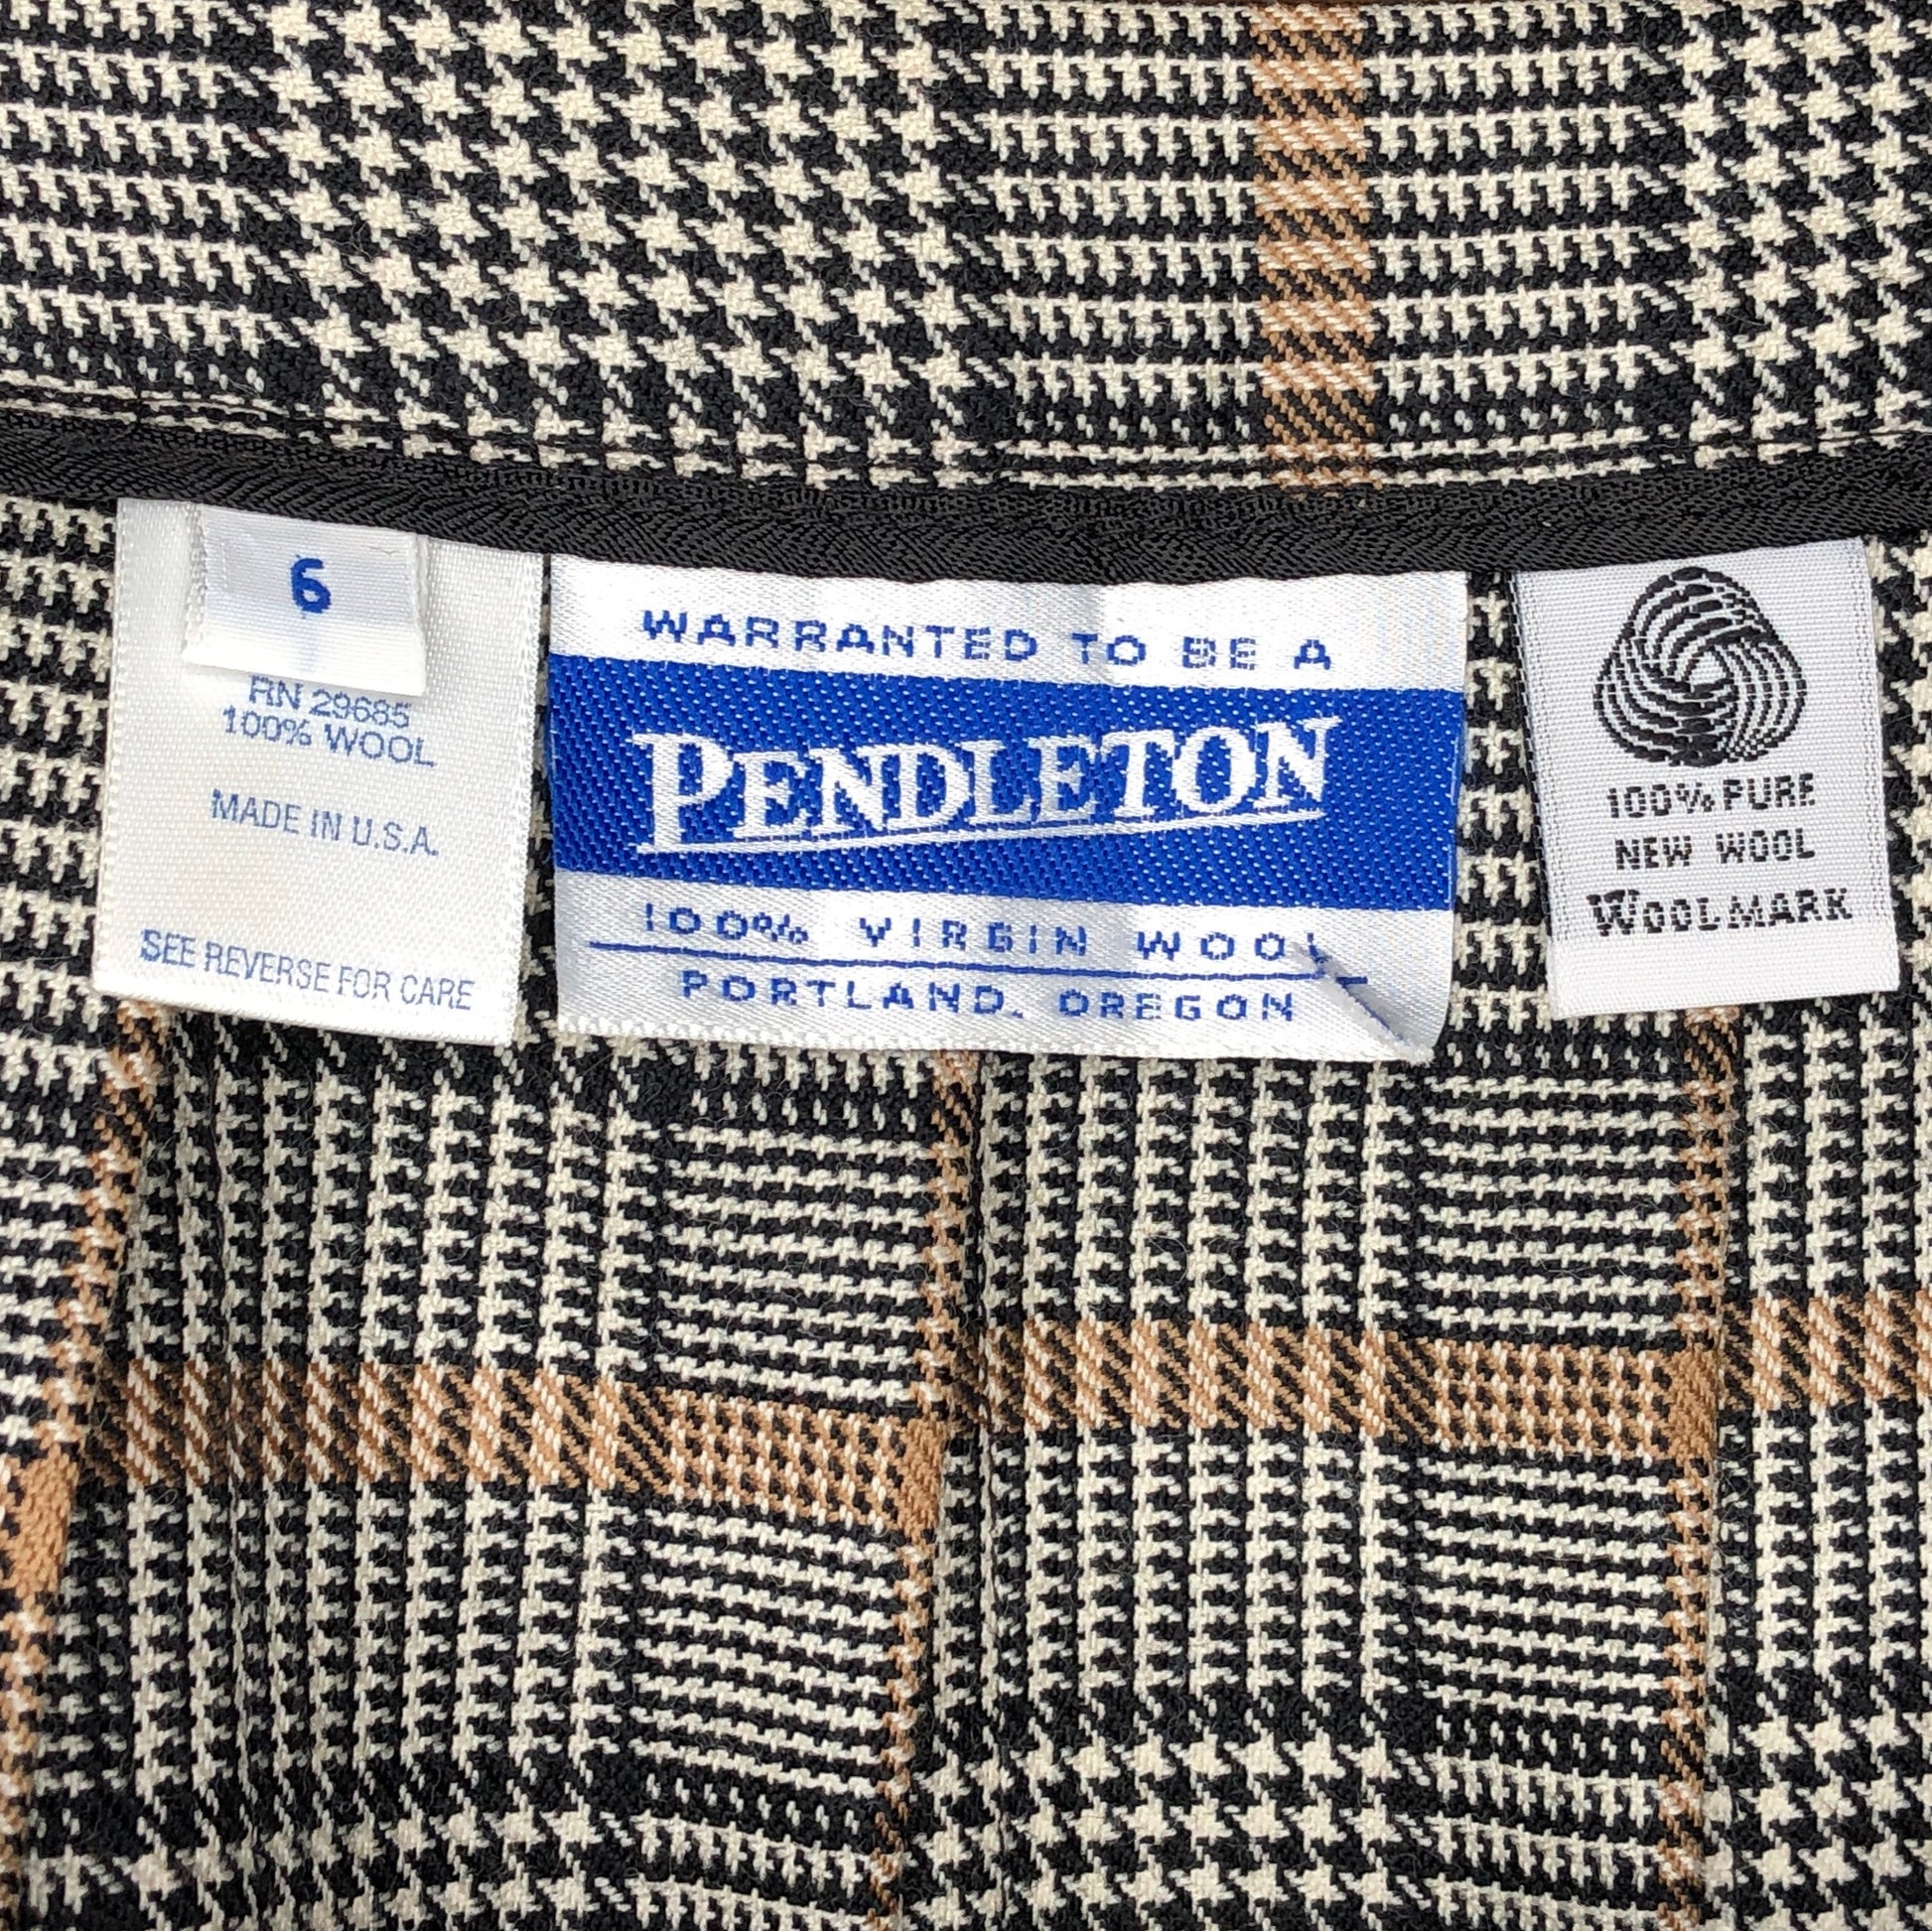 6
RN 29685
100% WOOL
MADE IN U.S.A.
SEE REVERSE FOR CARE
WARRANTED TO BE A
PENDLETON
100% VIRGIN WOOL
PORTLAND, OREGON
100% PURE
NEW WOOL
WOOLMARK